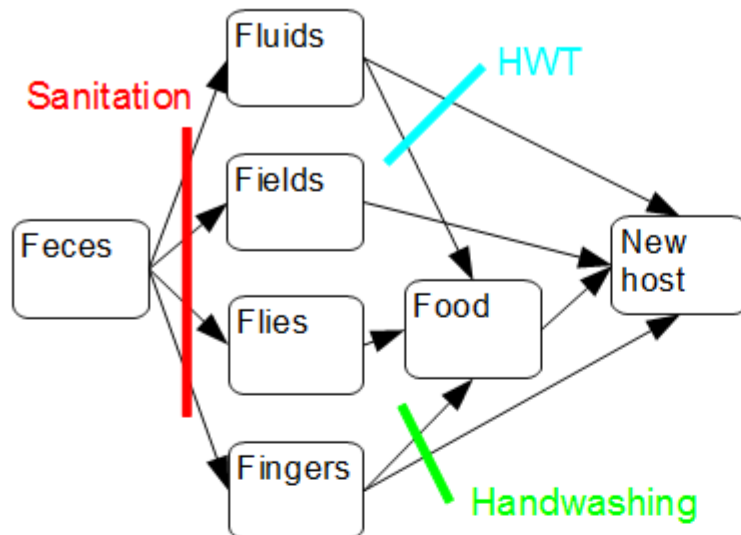 Fluids
HWT
Sanitation
Fields
Feces
New
host
Flies
Food
Fingers
Handwashing